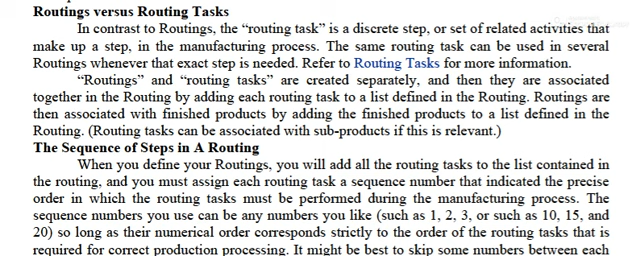 Routings versus Routing Tasks
In contrast to Routings, the “routing task” is a discrete step, or set of related activities that
make up a step, in the manufacturing process. The same routing task can be used in several
Routings whenever that exact step is needed. Refer to Routing Tasks for more information.
“Routings” and “routing tasks” are created separately, and then they are associated
together in the Routing by adding each routing task to a list defined in the Routing. Routings are
then associated with finished products by adding the finished products to a list defined in the
Routing. (Routing tasks can be associated with sub-products if this is relevant.)
The Sequence of Steps in A Routing
When you define your Routings, you will add all the routing tasks to the list contained in
the routing, and you must assign each routing task a sequence number that indicated the precise
order in which the routing tasks must be performed during the manufacturing process. The
sequence numbers you use can be any numbers you like (such as 1, 2, 3, or such as 10, 15, and
20) so long as their numerical order corresponds strictly to the order of the routing tasks that is
required for correct production processing. It might be best to skip some numbers between each